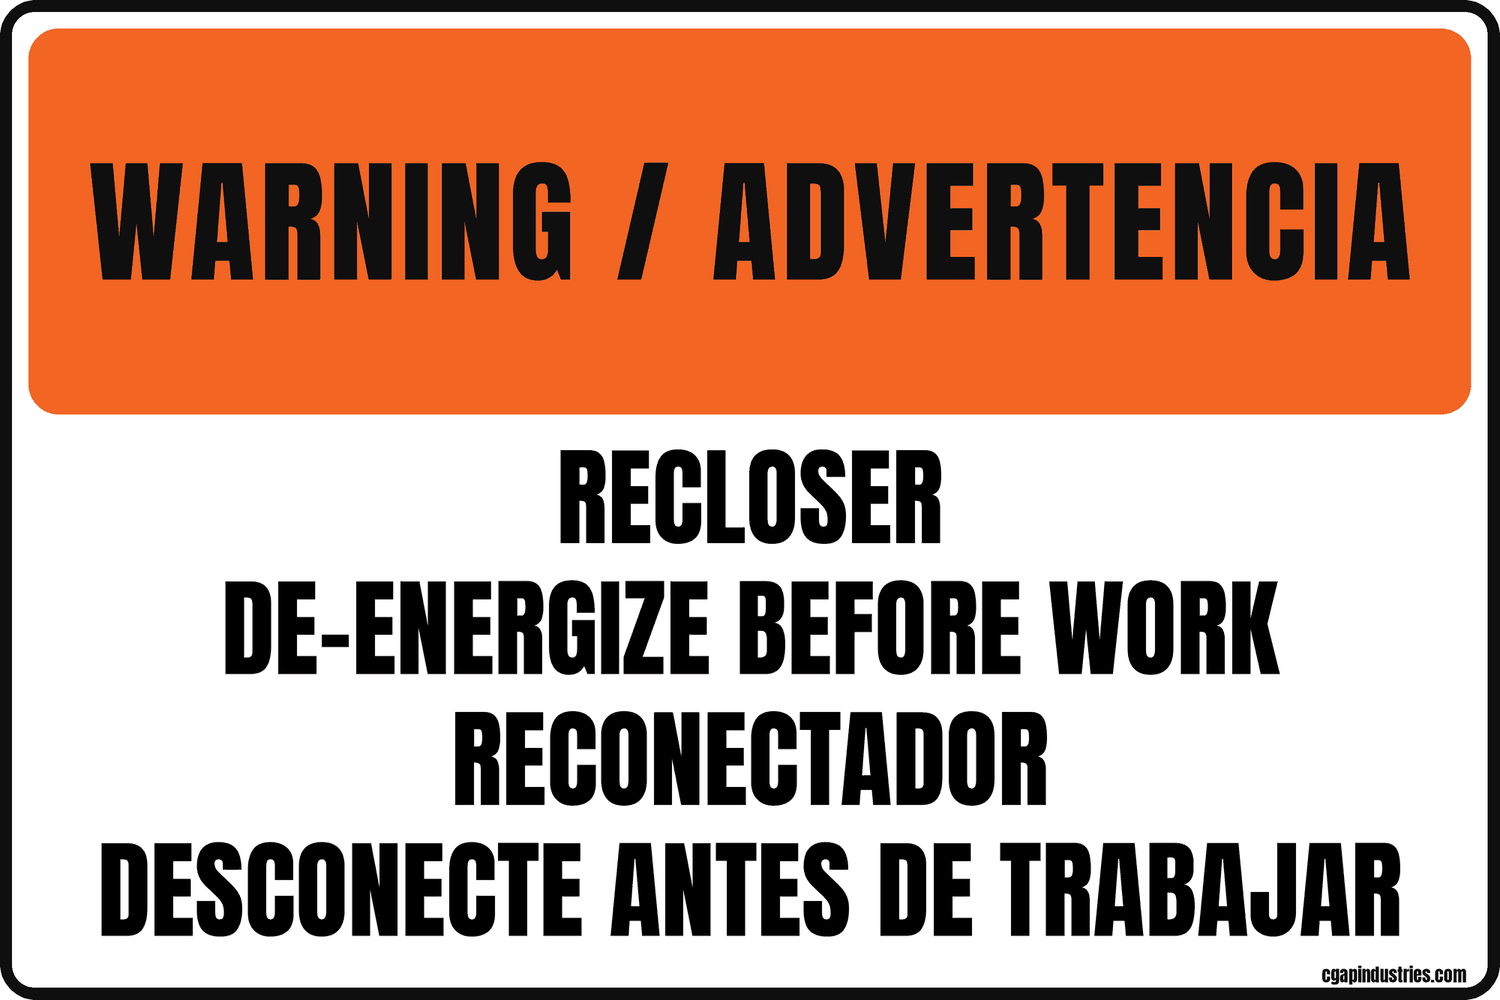 WARNING / ADVERTENCIA
RECLOSER
DE-ENERGIZE BEFORE WORK
RECONECTADOR
DESCONECTE ANTES DE TRABAJAR
cgapindustries.com